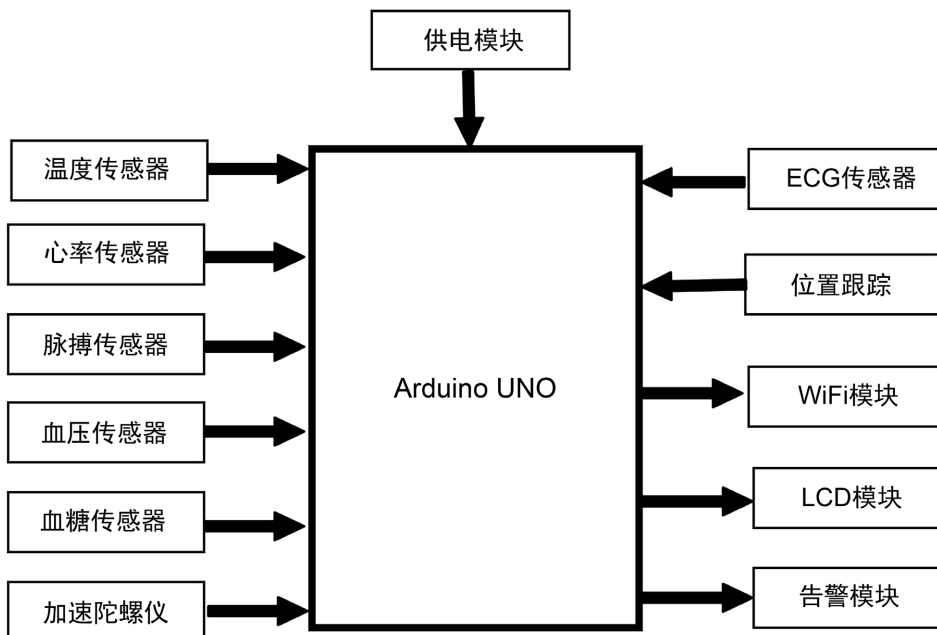 供电模块
温度传感器
心率传感器
脉搏传感器
血压传感器
血糖传感器
加速陀螺仪
Arduino UNO
ECG传感器
位置跟踪
WiFi模块
LCD模块
告警模块